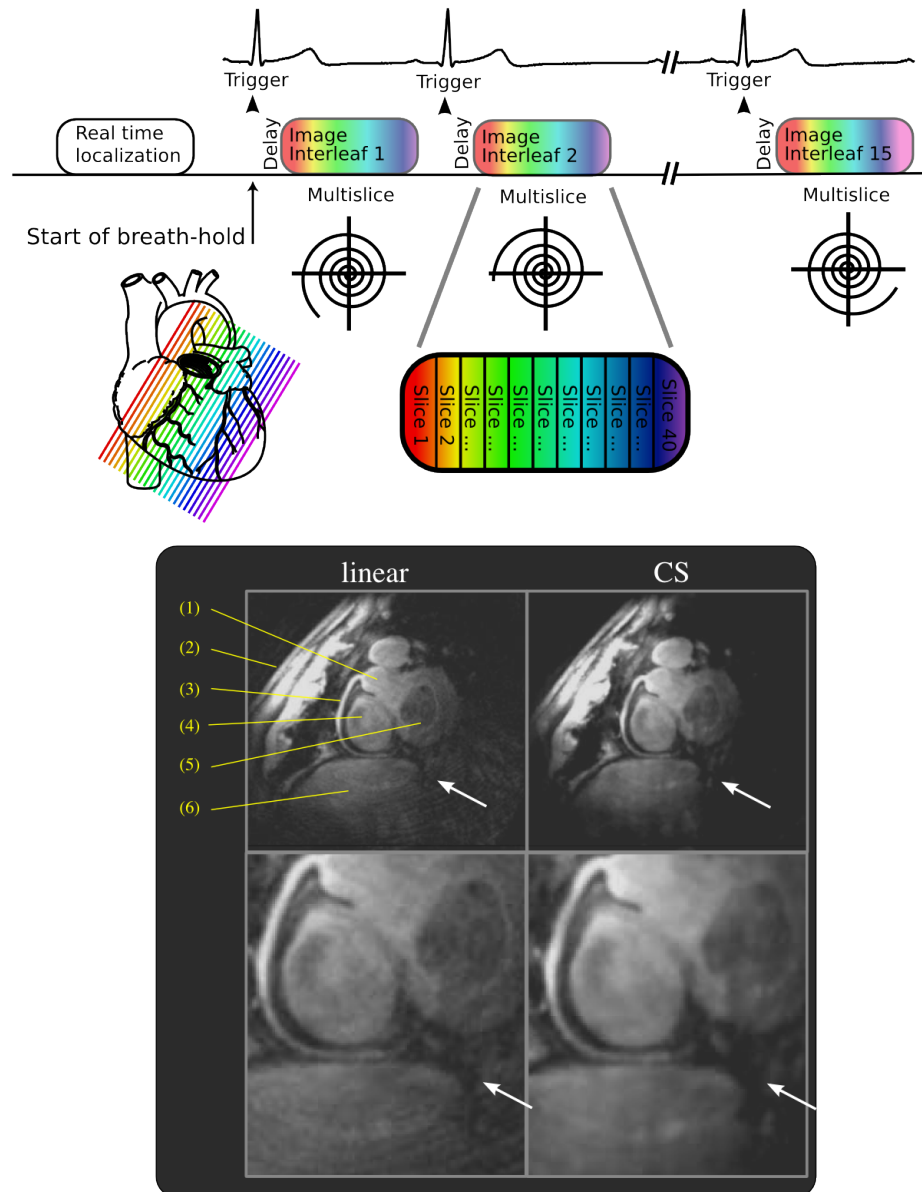 Trigger
Trigger
Trigger
Real time
localization
Delay
Image
Interleaf 1
Delay
Image
Interleaf 2
Delay
Image
Interleaf 15
Multislice
Multislice
Multislice
Start of breath-hold
Slice 1
Slice 2
Slice ...
Slice ...
Slice ...
Slice ...
Slice ...
Slice ...
Slice ...
Slice ...
Slice 40
linear
CS
(1)
(2)
(3)
(4)
(5)
(6)